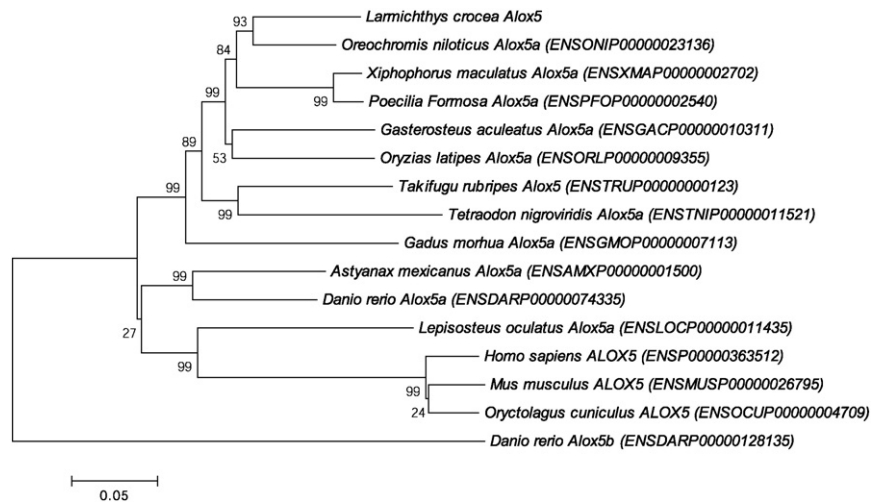 93
Larmichthys crocea Alox5
84
Oreochromis niloticus Alox5a (ENSONIP00000023136)
Xiphophorus maculatus Alox5a (ENSXMAP00000002702)
99
99
Poecilia Formosa Alox5a (ENSPFOP00000002540)
Gasterosteus aculeatus Alox5a (ENSGACP00000010311)
89
53
Oryzias latipes Alox5a (ENSORLP00000009355)
99
Takifugu rubripes Alox5 (ENSTRUP00000000123)
99
Tetraodon nigroviridis Alox5a (ENSTNIP00000011521)
Gadus morhua Alox5a (ENSGMOP00000007113)
99
Astyanax mexicanus Alox5a (ENSAMXP00000001500)
Danio rerio Alox5a (ENSDARP00000074335)
27
Lepisosteus oculatus Alox5a (ENSLOCP00000011435)
99
Homo sapiens ALOX5 (ENSP00000363512)
99
Mus musculus ALOX5 (ENSMUSP00000026795)
24
Oryctolagus cuniculus ALOX5 (ENSOCUP00000004709)
Danio rerio Alox5b (ENSDARP00000128135)
0.05